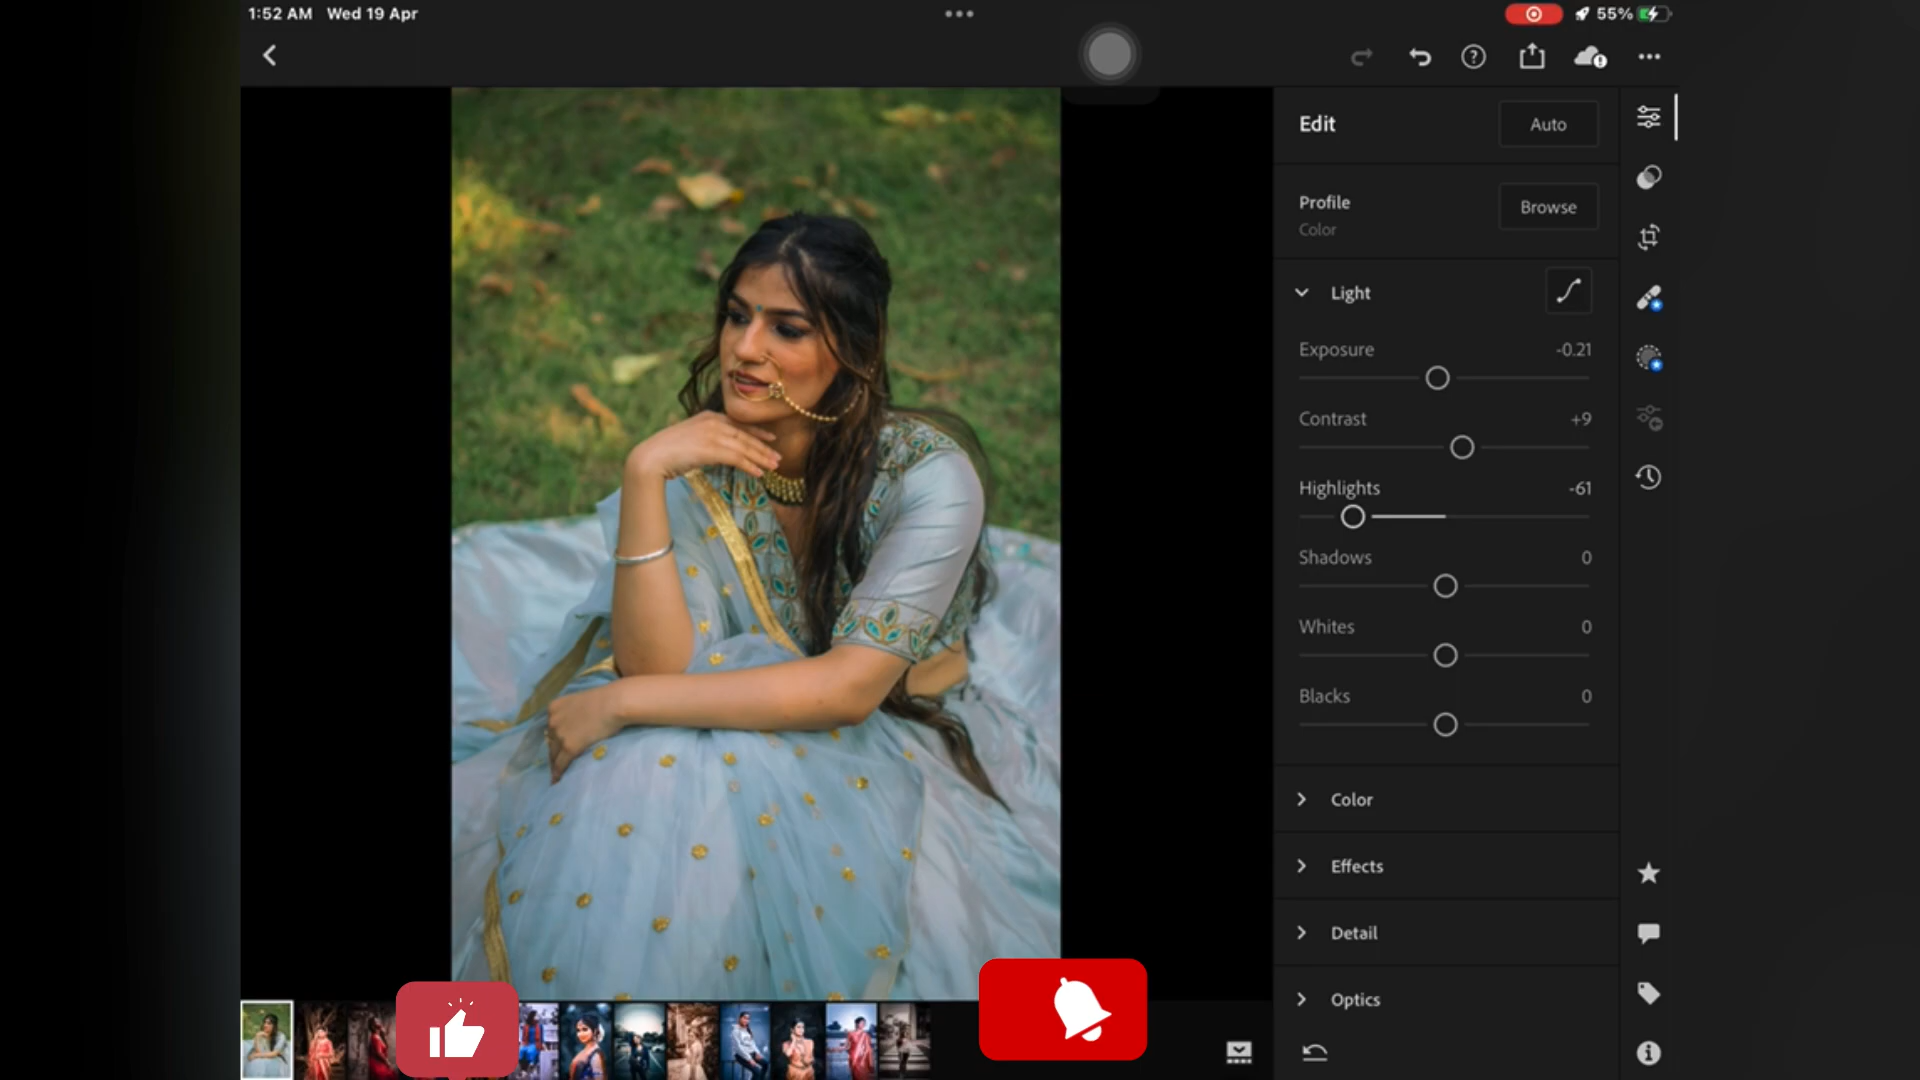 1:52 AM Wed 19 Apr
55%
Edit
Auto
Profile
Browse
Color
Light
Exposure -0.21
Contrast +9
Highlights -61
Shadows 0
Whites 0
Blacks 0
Color
Effects
Detail
Optics